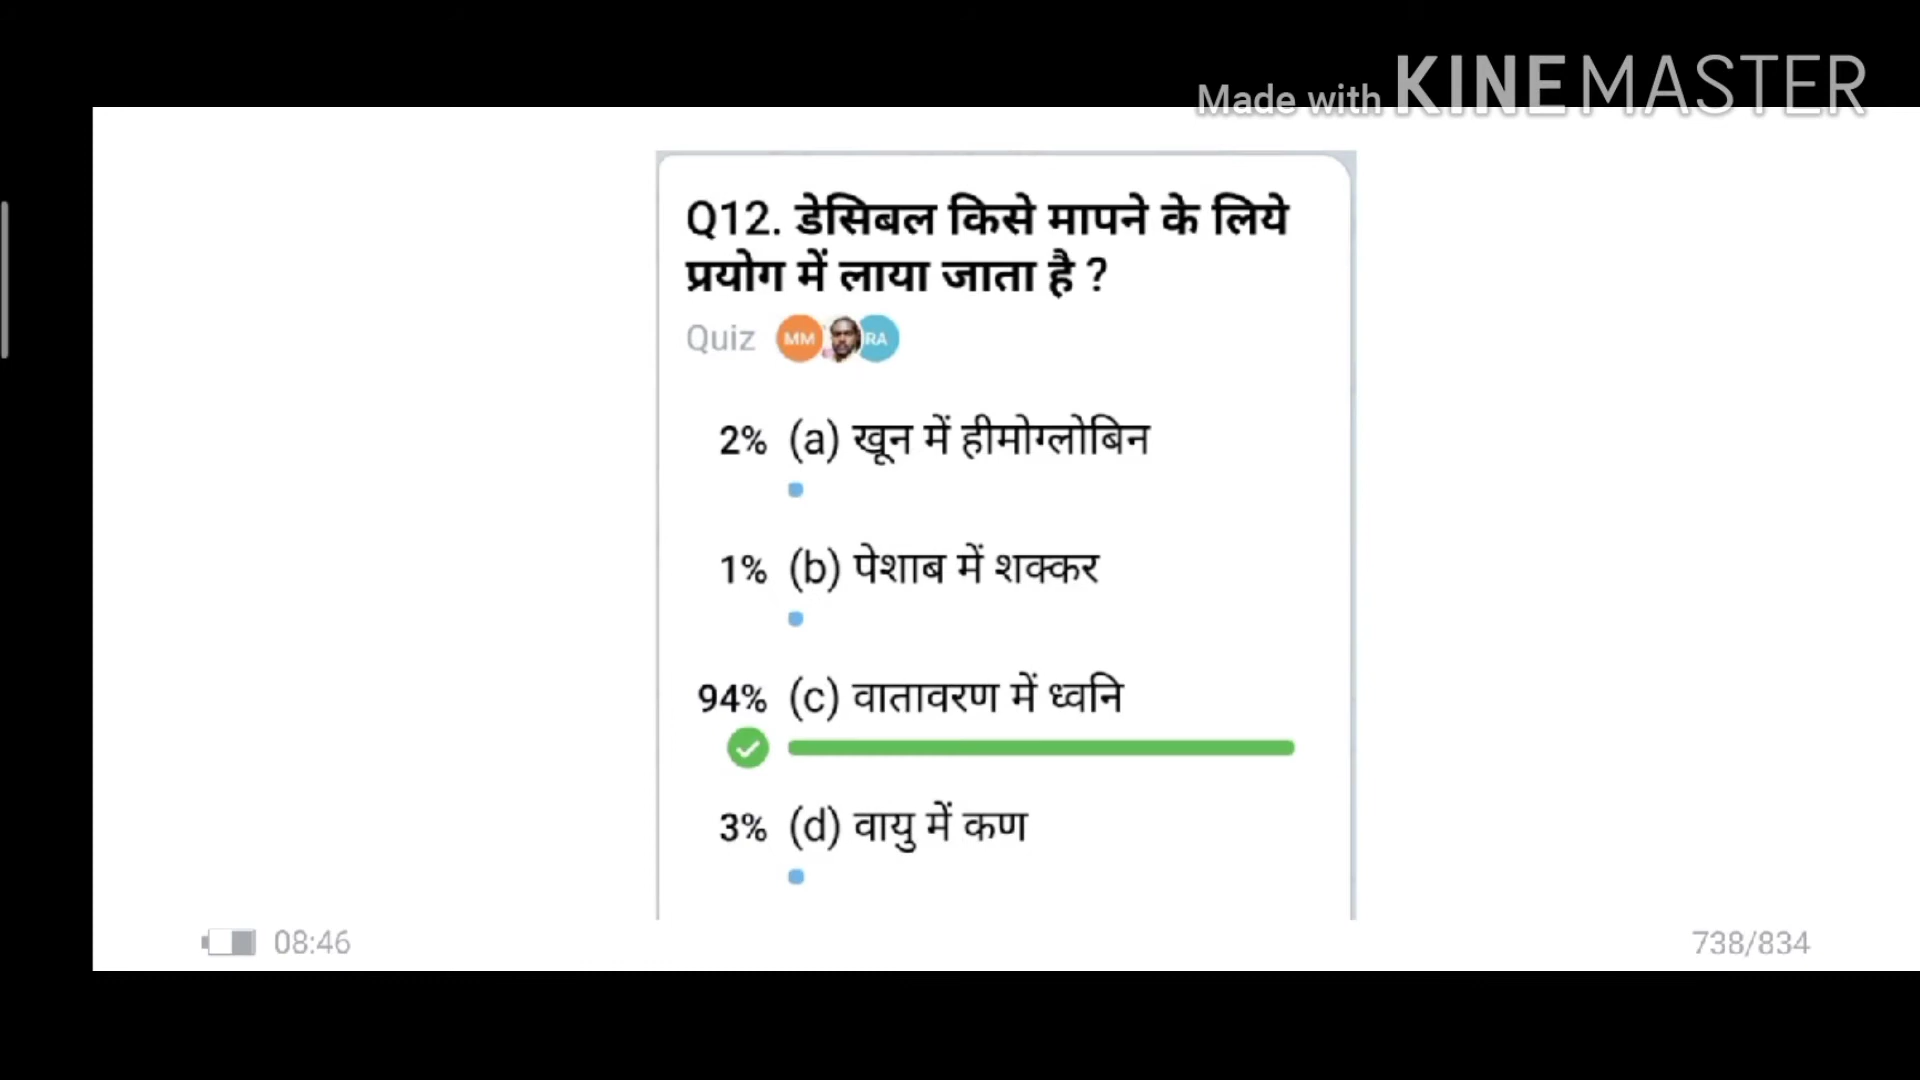 Made with KINEMASTER
Q12. डेसिबल किसे मापने के लिये
प्रयोग में लाया जाता है ?
Quiz MM RA
2% (a) खून में हीमोग्लोबिन
1% (b) पेशाब में शक्कर
94% (c) वातावरण में ध्वनि
3% (d) वायु में कण
08:46 738/834